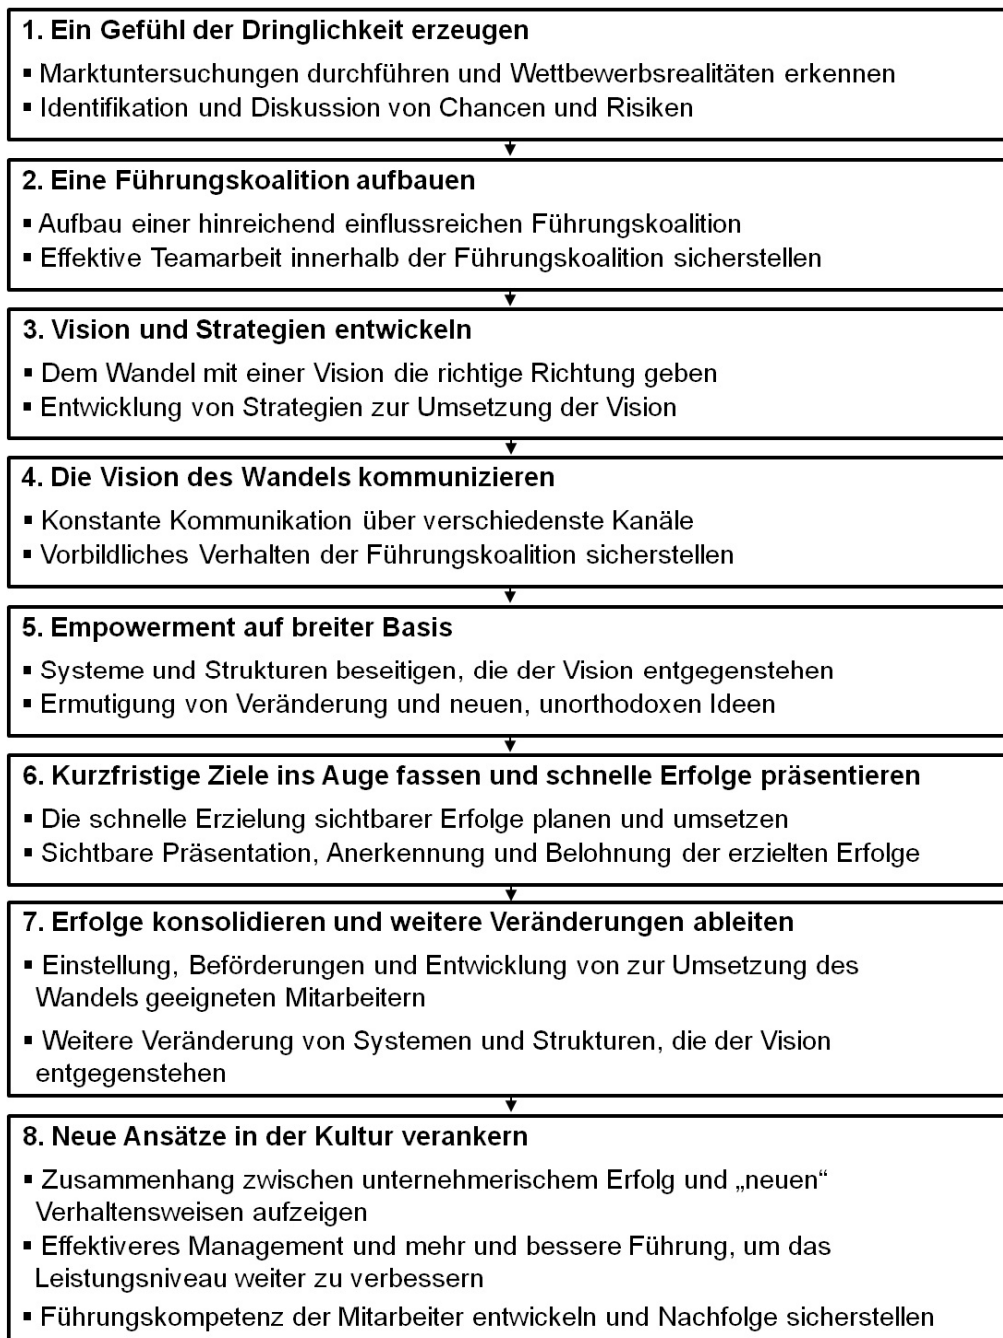 1. Ein Gefühl der Dringlichkeit erzeugen
▪ Marktuntersuchungen durchführen und Wettbewerbsrealitäten erkennen
▪ Identifikation und Diskussion von Chancen und Risiken
2. Eine Führungskoalition aufbauen
▪ Aufbau einer hinreichend einflussreichen Führungskoalition
▪ Effektive Teamarbeit innerhalb der Führungskoalition sicherstellen
3. Vision und Strategien entwickeln
▪ Dem Wandel mit einer Vision die richtige Richtung geben
▪ Entwicklung von Strategien zur Umsetzung der Vision
4. Die Vision des Wandels kommunizieren
▪ Konstante Kommunikation über verschiedenste Kanäle
▪ Vorbildliches Verhalten der Führungskoalition sicherstellen
5. Empowerment auf breiter Basis
▪ Systeme und Strukturen beseitigen, die der Vision entgegenstehen
▪ Ermutigung von Veränderung und neuen, unorthodoxen Ideen
6. Kurzfristige Ziele ins Auge fassen und schnelle Erfolge präsentieren
▪ Die schnelle Erzielung sichtbarer Erfolge planen und umsetzen
▪ Sichtbare Präsentation, Anerkennung und Belohnung der erzielten Erfolge
7. Erfolge konsolidieren und weitere Veränderungen ableiten
▪ Einstellung, Beförderungen und Entwicklung von zur Umsetzung des
Wandels geeigneten Mitarbeitern
▪ Weitere Veränderung von Systemen und Strukturen, die der Vision
entgegenstehen
8. Neue Ansätze in der Kultur verankern
▪ Zusammenhang zwischen unternehmerischem Erfolg und „neuen“
Verhaltensweisen aufzeigen
▪ Effektiveres Management und mehr und bessere Führung, um das
Leistungsniveau weiter zu verbessern
▪ Führungskompetenz der Mitarbeiter entwickeln und Nachfolge sicherstellen